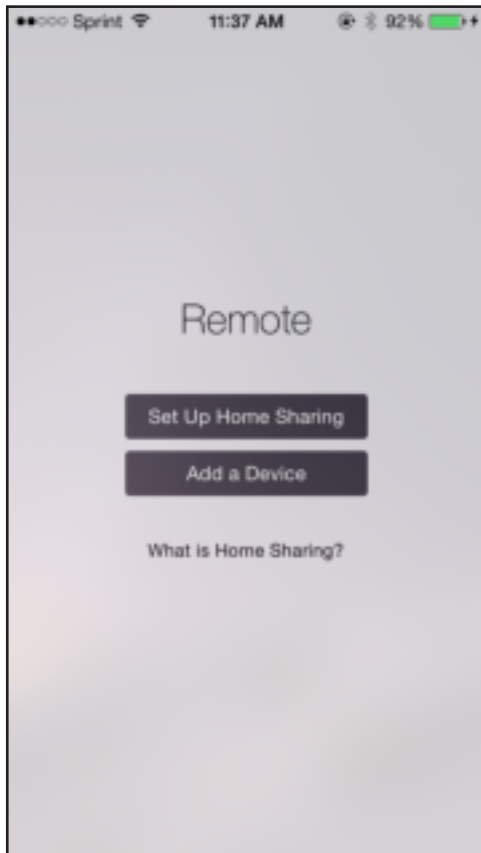 Sprint 11:37 AM 92%
Remote
Set Up Home Sharing
Add a Device
What is Home Sharing?